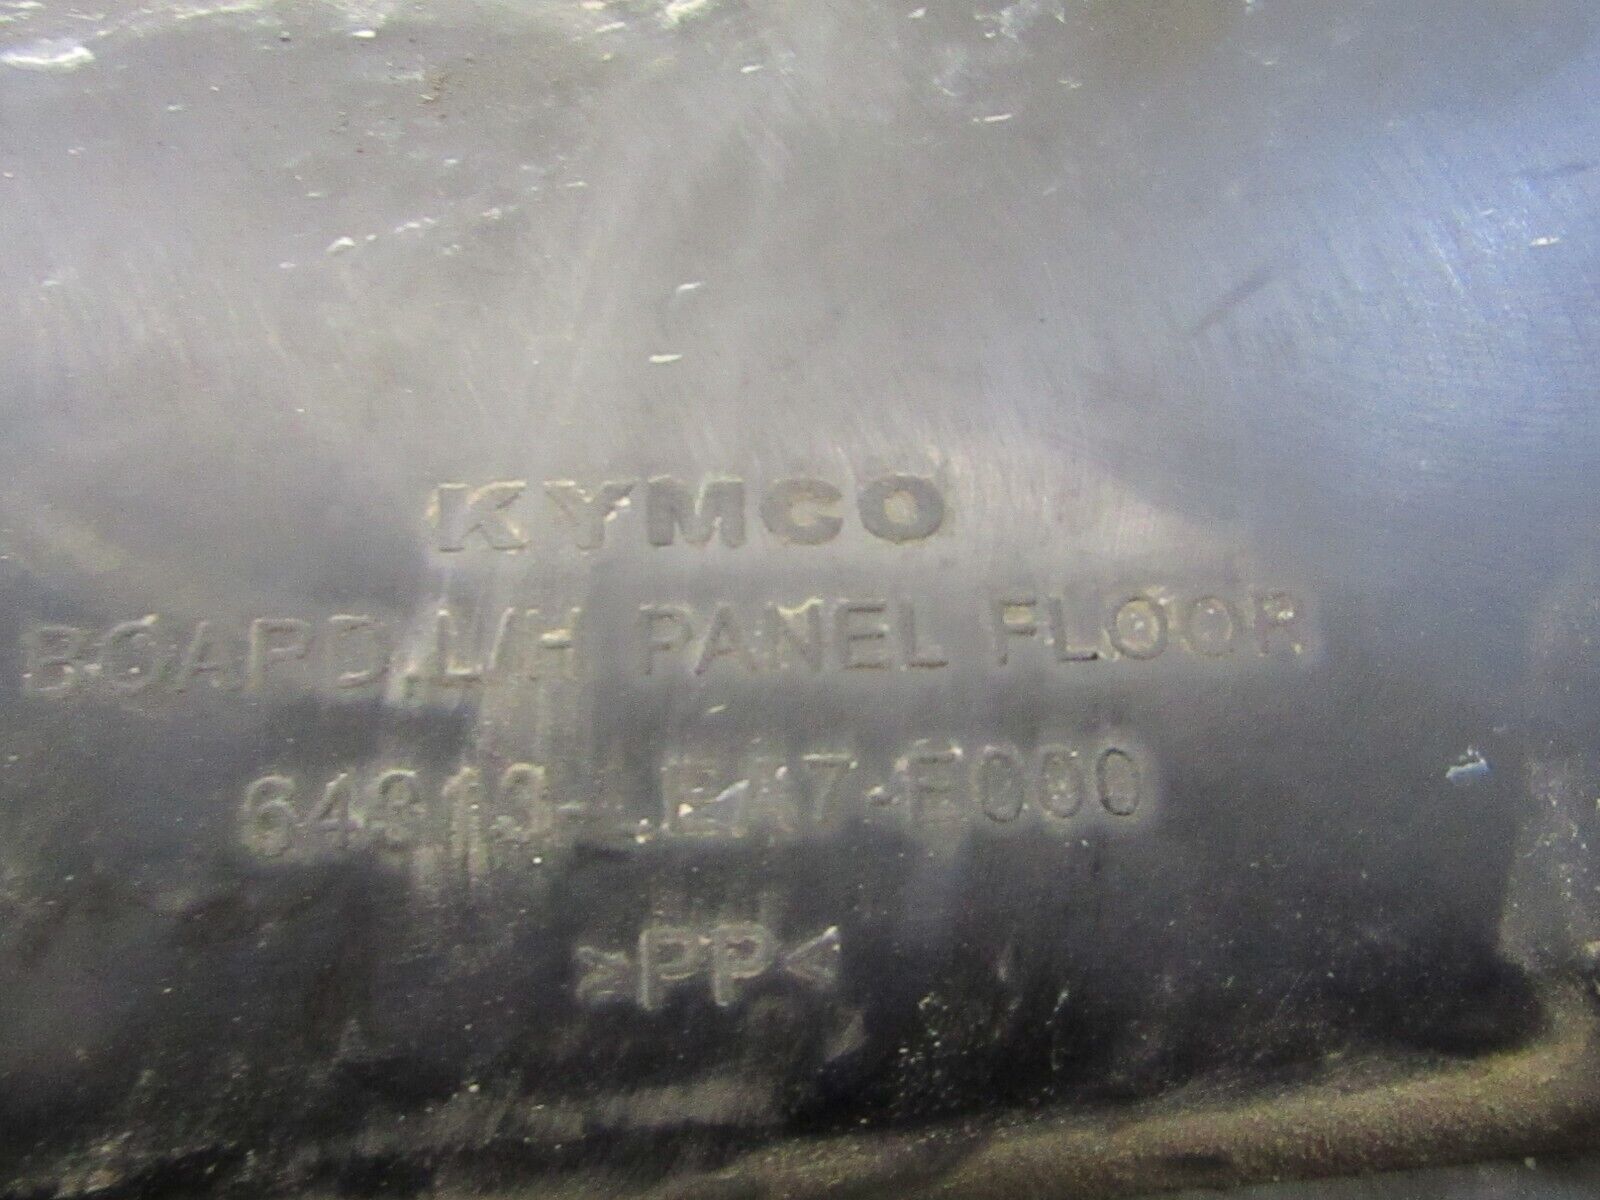 KYMCO
BOARD,L/H PANEL FLOOR
64313-LEA7-E000
>PP<